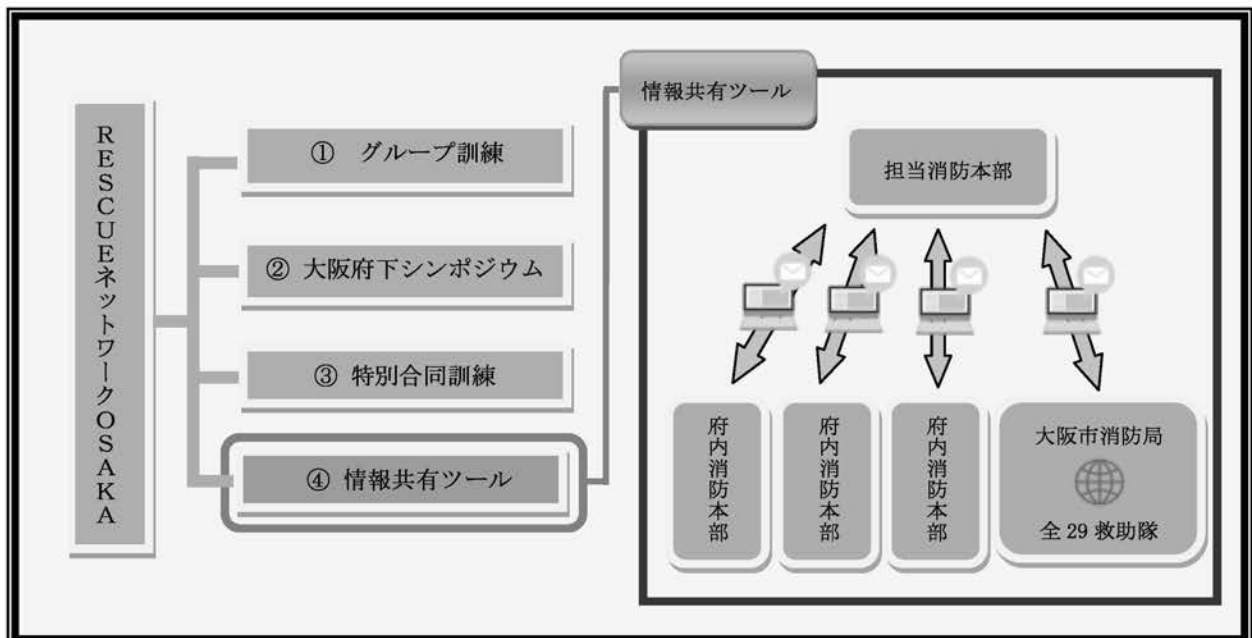 RESCUEネットワークOSAKA
① グループ訓練
② 大阪府下シンポジウム
③ 特別合同訓練
④ 情報共有ツール
情報共有ツール
担当消防本部
府内消防本部
府内消防本部
府内消防本部
大阪市消防局
全29救助隊